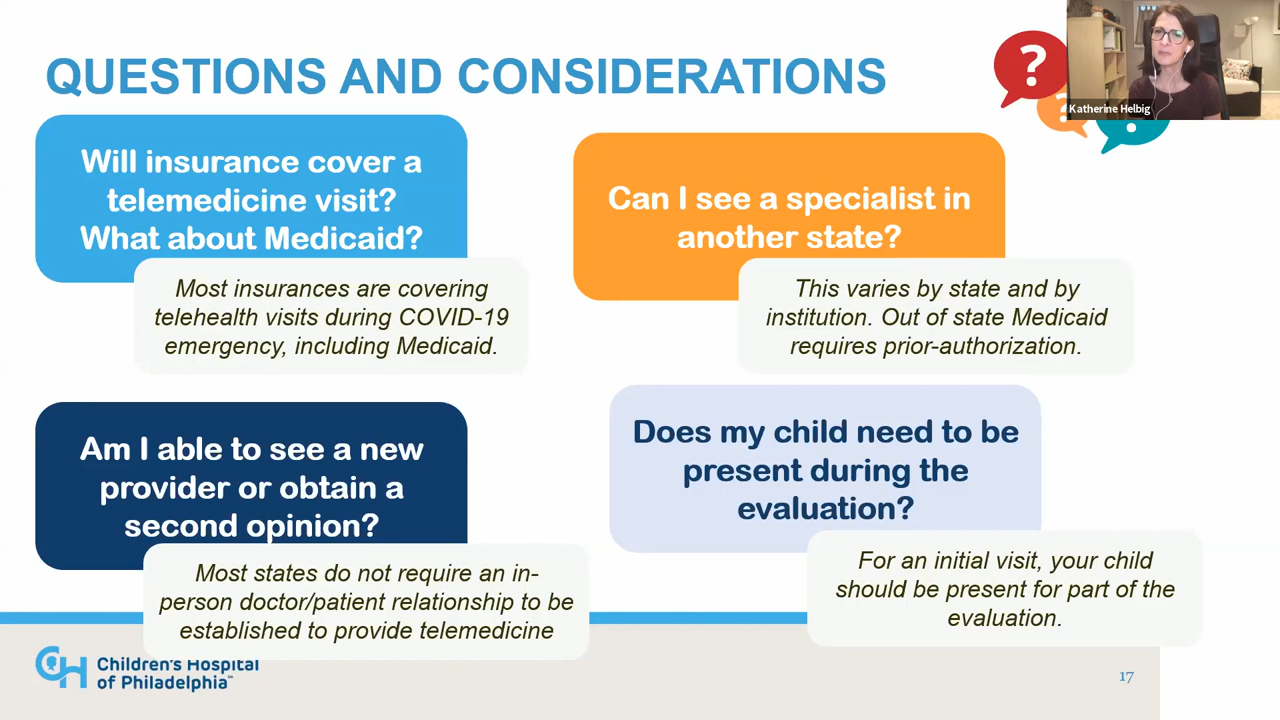 QUESTIONS AND CONSIDERATIONS
?
?
?
Katherine Helbig
Will insurance cover a
telemedicine visit?
What about Medicaid?
Most insurances are covering
telehealth visits during COVID-19
emergency, including Medicaid.
Can I see a specialist in
another state?
This varies by state and by
institution. Out of state Medicaid
requires prior-authorization.
Am I able to see a new
provider or obtain a
second opinion?
Most states do not require an in-
person doctor/patient relationship to be
established to provide telemedicine
Does my child need to be
present during the
evaluation?
For an initial visit, your child
should be present for part of the
evaluation.
CH Children's Hospital
of Philadelphia
17